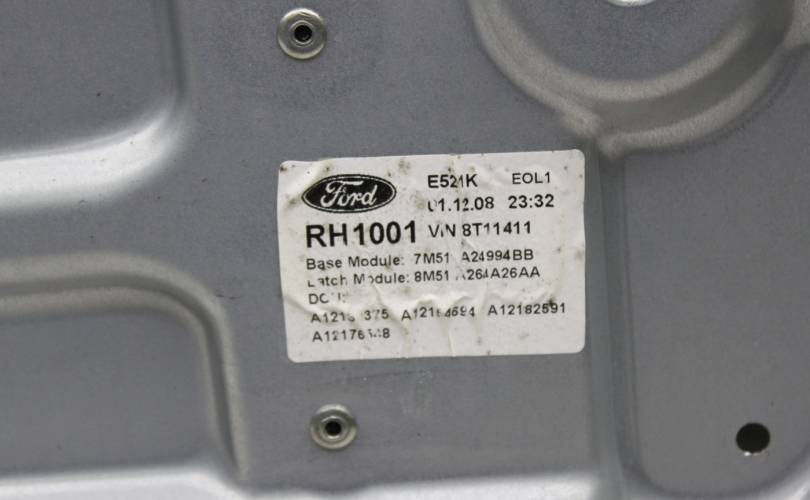 Ford
E521K EOL1
01.12.08 23:32
RH1001 VIN 8T11411
Base Module: 7M51 A24994BB
Latch Module: 8M51 A264A26AA
A12182591